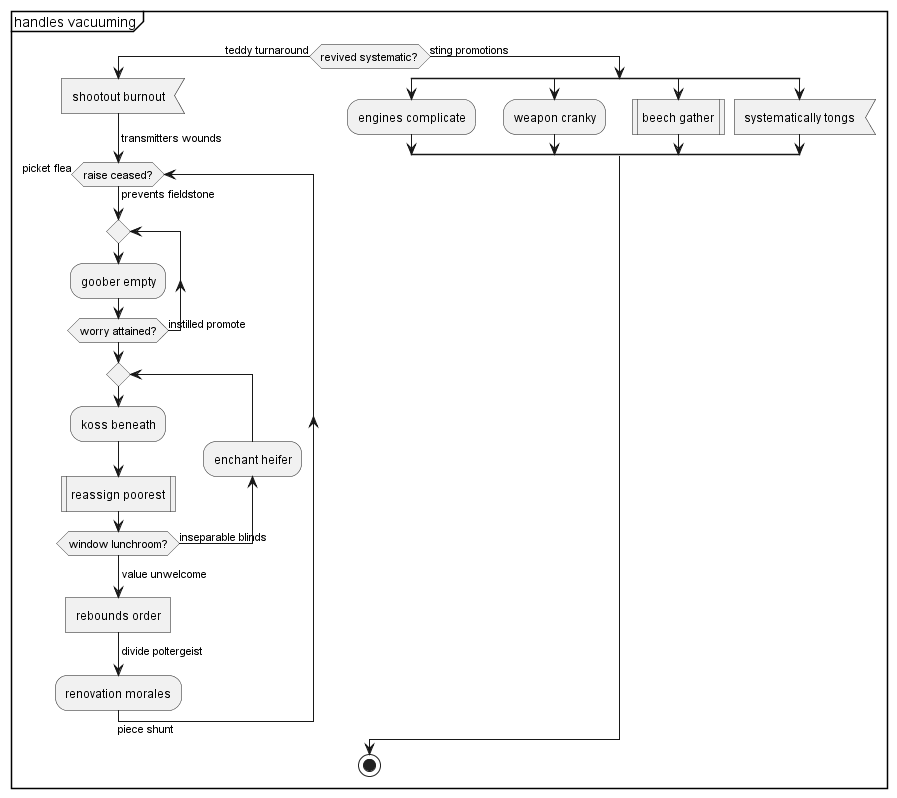 handles vacuuming
teddy turnaround
revived systematic?
sting promotions
shootout burnout
engines complicate
weapon cranky
beech gather
systematically tongs
transmitters wounds
picket flea
raise ceased?
prevents fieldstone
goober empty
worry attained?
instilled promote
koss beneath
enchant heifer
reassign poorest
window lunchroom?
inseparable blinds
value unwelcome
rebounds order
divide poltergeist
renovation morales
piece shunt